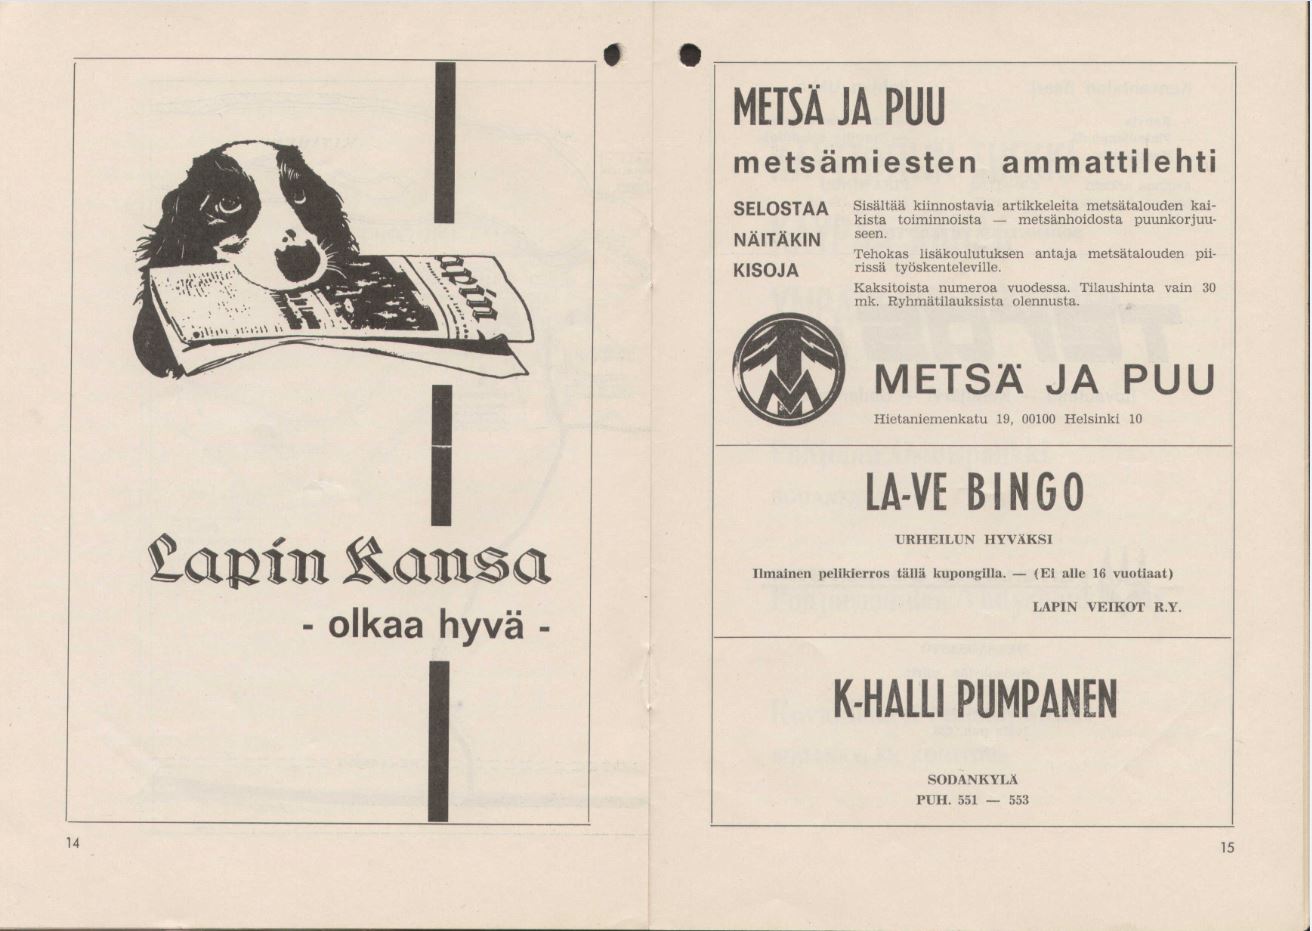 apin
Lapin Kansa
- olkaa hyvä -
14
METSÄ JA PUU
metsämiesten ammattilehti
SELOSTAA
NÄITÄKIN
KISOJA
Sisältää kiinnostavia artikkeleita metsätalouden kai-
kista toiminnoista — metsänhoidosta puunkorjuu-
seen.
Tehokas lisäkoulutuksen antaja metsätalouden pii-
rissä työskenteleville.
Kaksitoista numeroa vuodessa. Tilaushinta vain 30
mk. Ryhmätilauksista olennusta.
METSÄ JA PUU
Hietaniemenkatu 19, 00100 Helsinki 10
LA-VE BINGO
URHEILUN HYVÄKSI
Ilmainen pelikierros tällä kupongilla. — (Ei alle 16 vuotiaat)
LAPIN VEIKOT R.Y.
K-HALLI PUMPANEN
SODANKYLÄ
PUH. 551 — 553
15